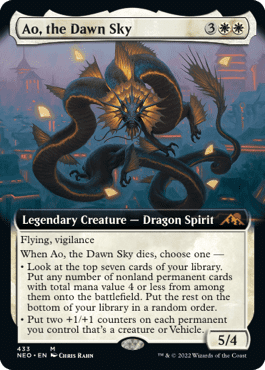 Ao, the Dawn Sky 3
Legendary Creature — Dragon Spirit
Flying, vigilance
When Ao, the Dawn Sky dies, choose one —
• Look at the top seven cards of your library.
Put any number of nonland permanent cards
with total mana value 4 or less from among
them onto the battlefield. Put the rest on the
bottom of your library in a random order.
• Put two +1/+1 counters on each permanent
you control that's a creature or Vehicle.
5/4
433 M
NEO • EN Chris Rahn
™ & © 2022 Wizards of the Coast